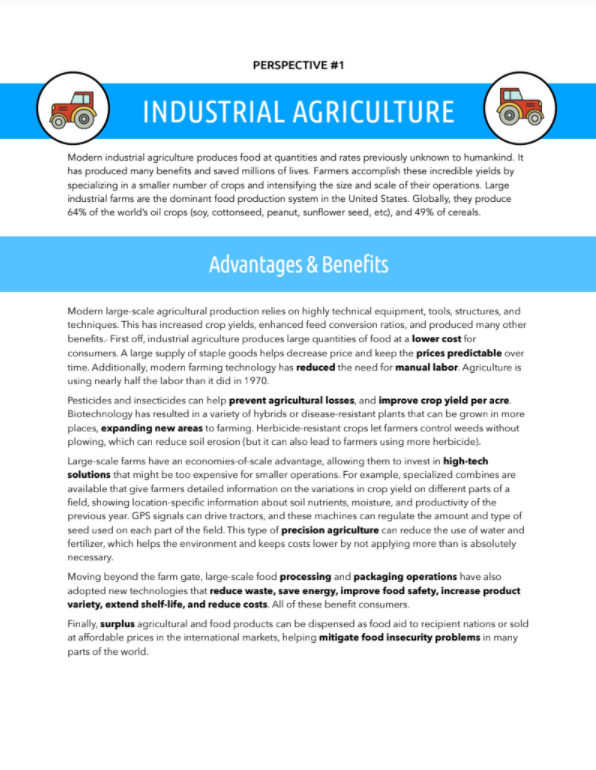 PERSPECTIVE #1
INDUSTRIAL AGRICULTURE
Modern industrial agriculture produces food at quantities and rates previously unknown to humankind. It
has produced many benefits and saved millions of lives. Farmers accomplish these incredible yields by
specializing in a smaller number of crops and intensifying the size and scale of their operations. Large
industrial farms are the dominant food production system in the United States. Globally, they produce
64% of the world's oil crops (soy, cottonseed, peanut, sunflower seed, etc), and 49% of cereals.
Advantages & Benefits
Modern large-scale agricultural production relies on highly technical equipment, tools, structures, and
techniques. This has increased crop yields, enhanced feed conversion ratios, and produced many other
benefits. First off, industrial agriculture produces large quantities of food at a lower cost for
consumers. A large supply of staple goods helps decrease price and keep the prices predictable over
time. Additionally, modern farming technology has reduced the need for manual labor. Agriculture is
using nearly half the labor than it did in 1970.
Pesticides and insecticides can help prevent agricultural losses, and improve crop yield per acre.
Biotechnology has resulted in a variety of hybrids or disease-resistant plants that can be grown in more
places, expanding new areas to farming. Herbicide-resistant crops let farmers control weeds without
plowing, which can reduce soil erosion (but it can also lead to farmers using more herbicide).
Large-scale farms have an economies-of-scale advantage, allowing them to invest in high-tech
solutions that might be too expensive for smaller operations. For example, specialized combines are
available that give farmers detailed information on the variations in crop yield on different parts of a
field, showing location-specific information about soil nutrients, moisture, and productivity of the
previous year. GPS signals can drive tractors, and these machines can regulate the amount and type of
seed used on each part of the field. This type of precision agriculture can reduce the use of water and
fertilizer, which helps the environment and keeps costs lower by not applying more than is absolutely
necessary.
Moving beyond the farm gate, large-scale food processing and packaging operations have also
adopted new technologies that reduce waste, save energy, improve food safety, increase product
variety, extend shelf-life, and reduce costs. All of these benefit consumers.
Finally, surplus agricultural and food products can be dispensed as food aid to recipient nations or sold
at affordable prices in the international markets, helping mitigate food insecurity problems in many
parts of the world.